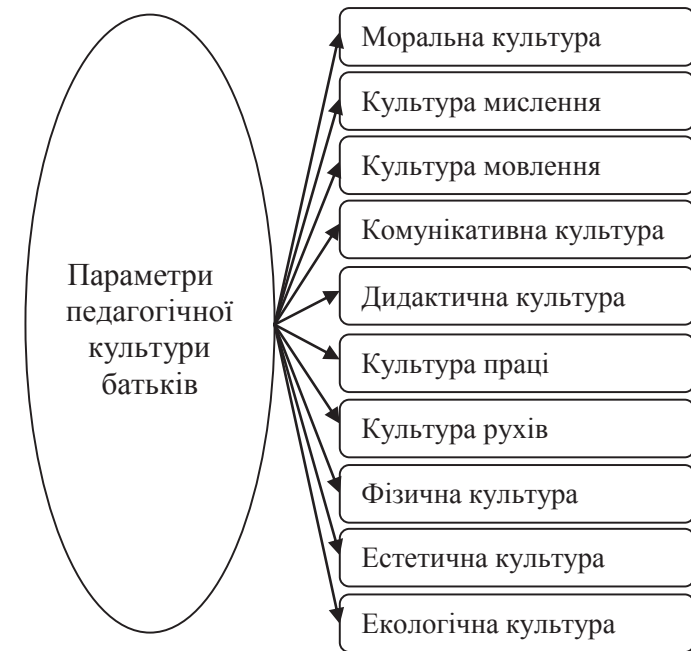 Параметри
педагогічної
культури
батьків
Моральна культура
Культура мислення
Культура мовлення
Комунікативна культура
Дидактична культура
Культура праці
Культура рухів
Фізична культура
Естетична культура
Екологічна культура